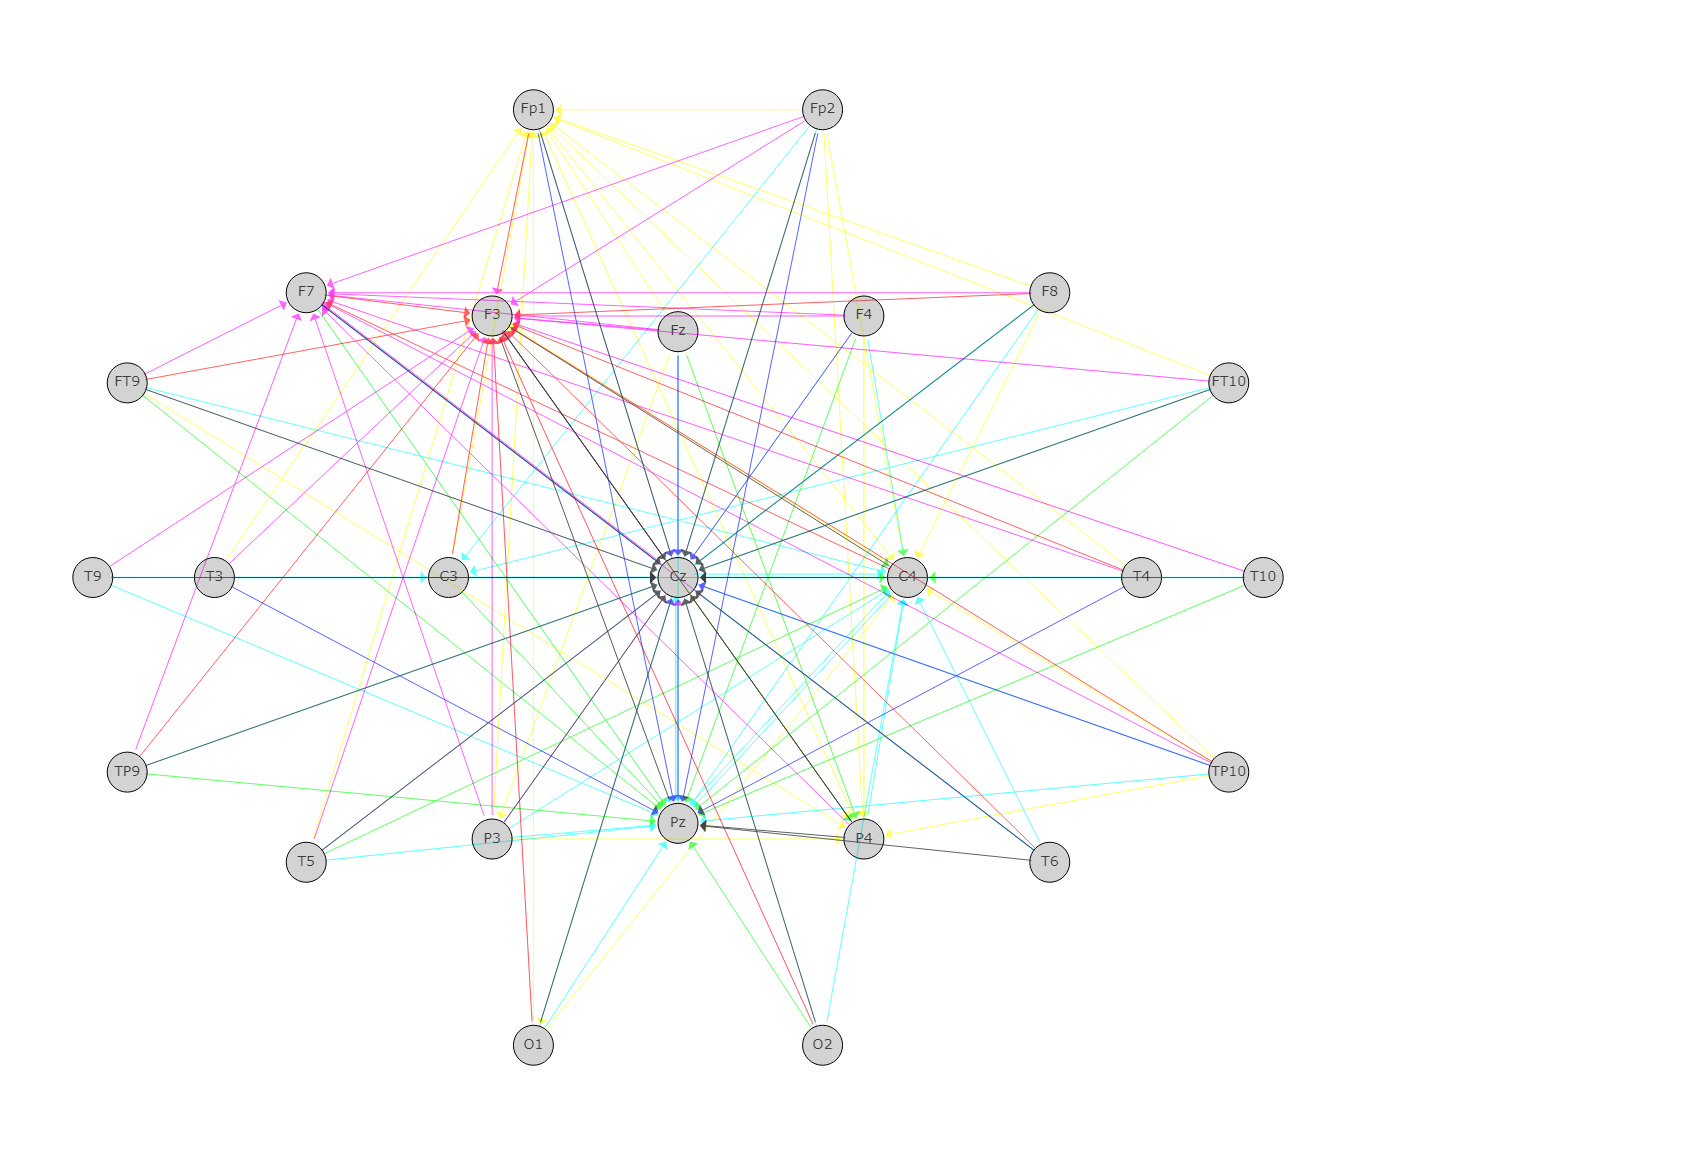 Fp1 Fp2
F7 F3 Fz F4 F8
FT9 FT10
T9 T3 C3 Cz C4 T4 T10
TP9 TP10
T5 P3 Pz P4 T6
O1 O2